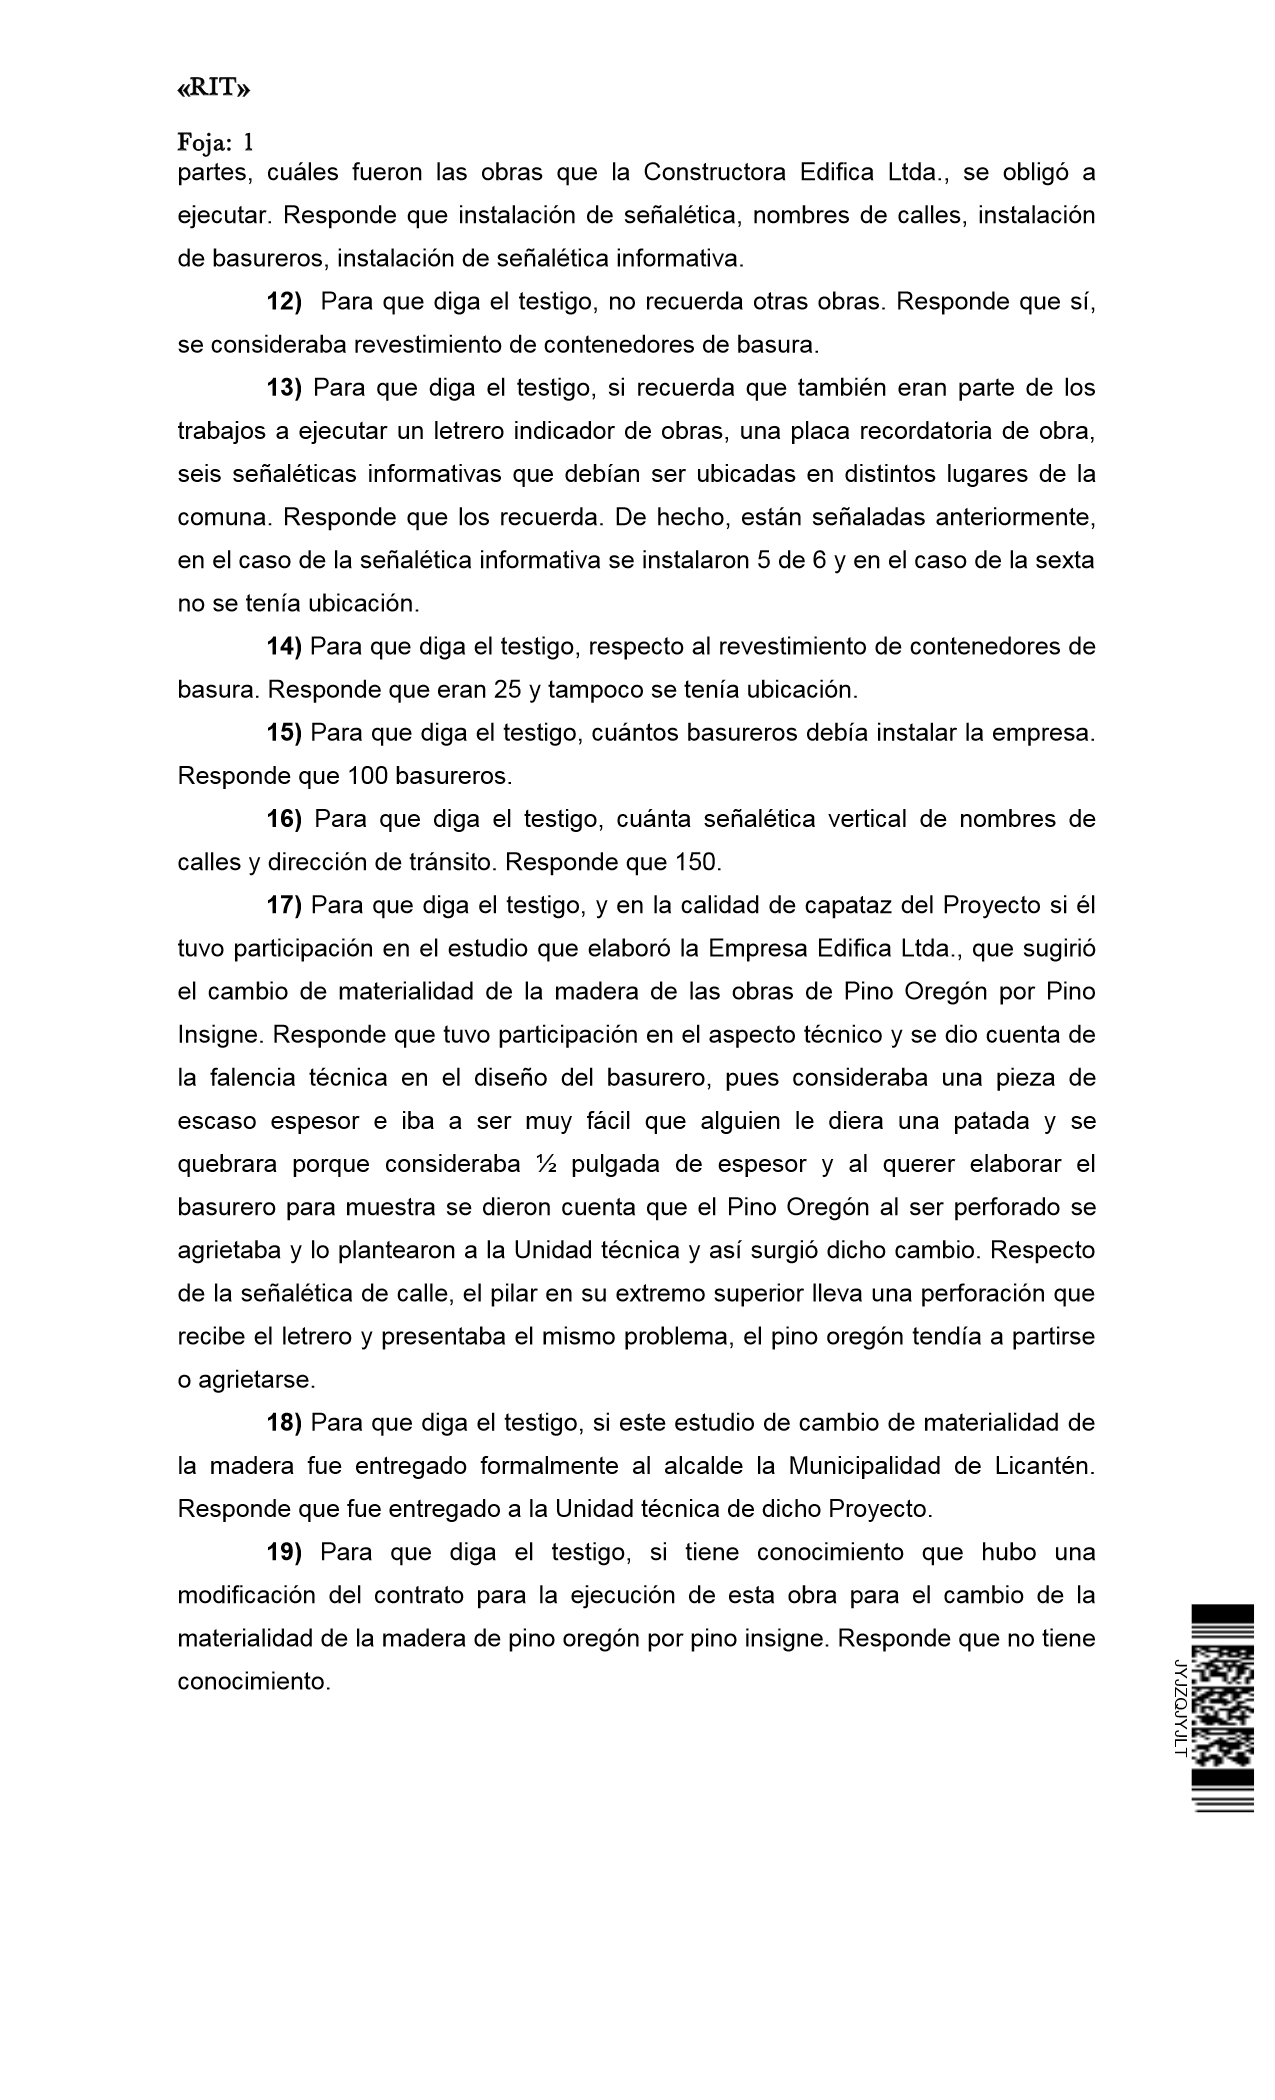 «RIT»
Foja: 1
partes, cuáles fueron las obras que la Constructora Edifica Ltda., se obligó a
ejecutar. Responde que instalación de señalética, nombres de calles, instalación
de basureros, instalación de señalética informativa.
12) Para que diga el testigo, no recuerda otras obras. Responde que sí,
se consideraba revestimiento de contenedores de basura.
13) Para que diga el testigo, si recuerda que también eran parte de los
trabajos a ejecutar un letrero indicador de obras, una placa recordatoria de obra,
seis señaléticas informativas que debían ser ubicadas en distintos lugares de la
comuna. Responde que los recuerda. De hecho, están señaladas anteriormente,
en el caso de la señalética informativa se instalaron 5 de 6 y en el caso de la sexta
no se tenía ubicación.
14) Para que diga el testigo, respecto al revestimiento de contenedores de
basura. Responde que eran 25 y tampoco se tenía ubicación.
15) Para que diga el testigo, cuántos basureros debía instalar la empresa.
Responde que 100 basureros.
16) Para que diga el testigo, cuánta señalética vertical de nombres de
calles y dirección de tránsito. Responde que 150.
17) Para que diga el testigo, y en la calidad de capataz del Proyecto si él
tuvo participación en el estudio que elaboró la Empresa Edifica Ltda., que sugirió
el cambio de materialidad de la madera de las obras de Pino Oregón por Pino
Insigne. Responde que tuvo participación en el aspecto técnico y se dio cuenta de
la falencia técnica en el diseño del basurero, pues consideraba una pieza de
escaso espesor e iba a ser muy fácil que alguien le diera una patada y se
quebrara porque consideraba ½ pulgada de espesor y al querer elaborar el
basurero para muestra se dieron cuenta que el Pino Oregón al ser perforado se
agrietaba y lo plantearon a la Unidad técnica y así surgió dicho cambio. Respecto
de la señalética de calle, el pilar en su extremo superior lleva una perforación que
recibe el letrero y presentaba el mismo problema, el pino oregón tendía a partirse
o agrietarse.
18) Para que diga el testigo, si este estudio de cambio de materialidad de
la madera fue entregado formalmente al alcalde la Municipalidad de Licantén.
Responde que fue entregado a la Unidad técnica de dicho Proyecto.
19) Para que diga el testigo, si tiene conocimiento que hubo una
modificación del contrato para la ejecución de esta obra para el cambio de la
materialidad de la madera de pino oregón por pino insigne. Responde que no tiene
conocimiento.
JYJZQJYJLT